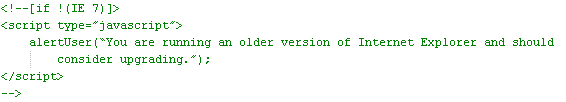 <!--[if !(IE 7)]>
<script type="javascript">
alertUser("You are running an older version of Internet Explorer and should
consider upgrading.");
</script>
-->